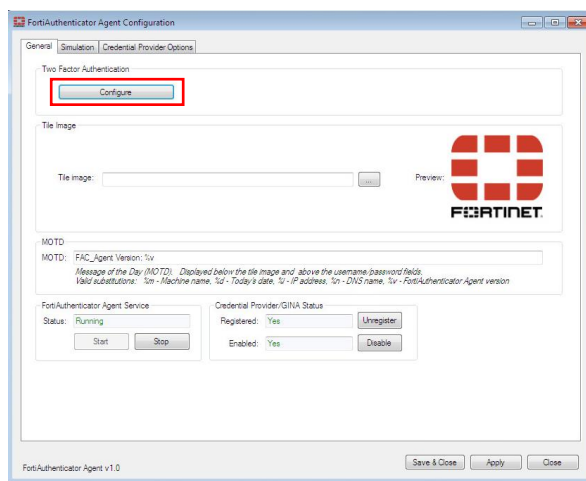 FortiAuthenticator Agent Configuration
General Simulation Credential Provider Options
Two Factor Authentication
Configure
Tile Image
Tile image: ... Preview:
FORTINET
MOTD
MOTD: FAC_Agent Version: %v
Message of the Day (MOTD). Displayed below the tile image and above the username/password fields.
Valid substitutions: %m - Machine name, %d - Today's date, %i - IP address, %n - DNS name, %v - FortiAuthenticator Agent version
FortiAuthenticator Agent Service Credential Provider/GINA Status
Status: Running Registered: Yes Unregister
Start Stop Enabled: Yes Disable
FortiAuthenticator Agent v1.0 Save & Close Apply Close